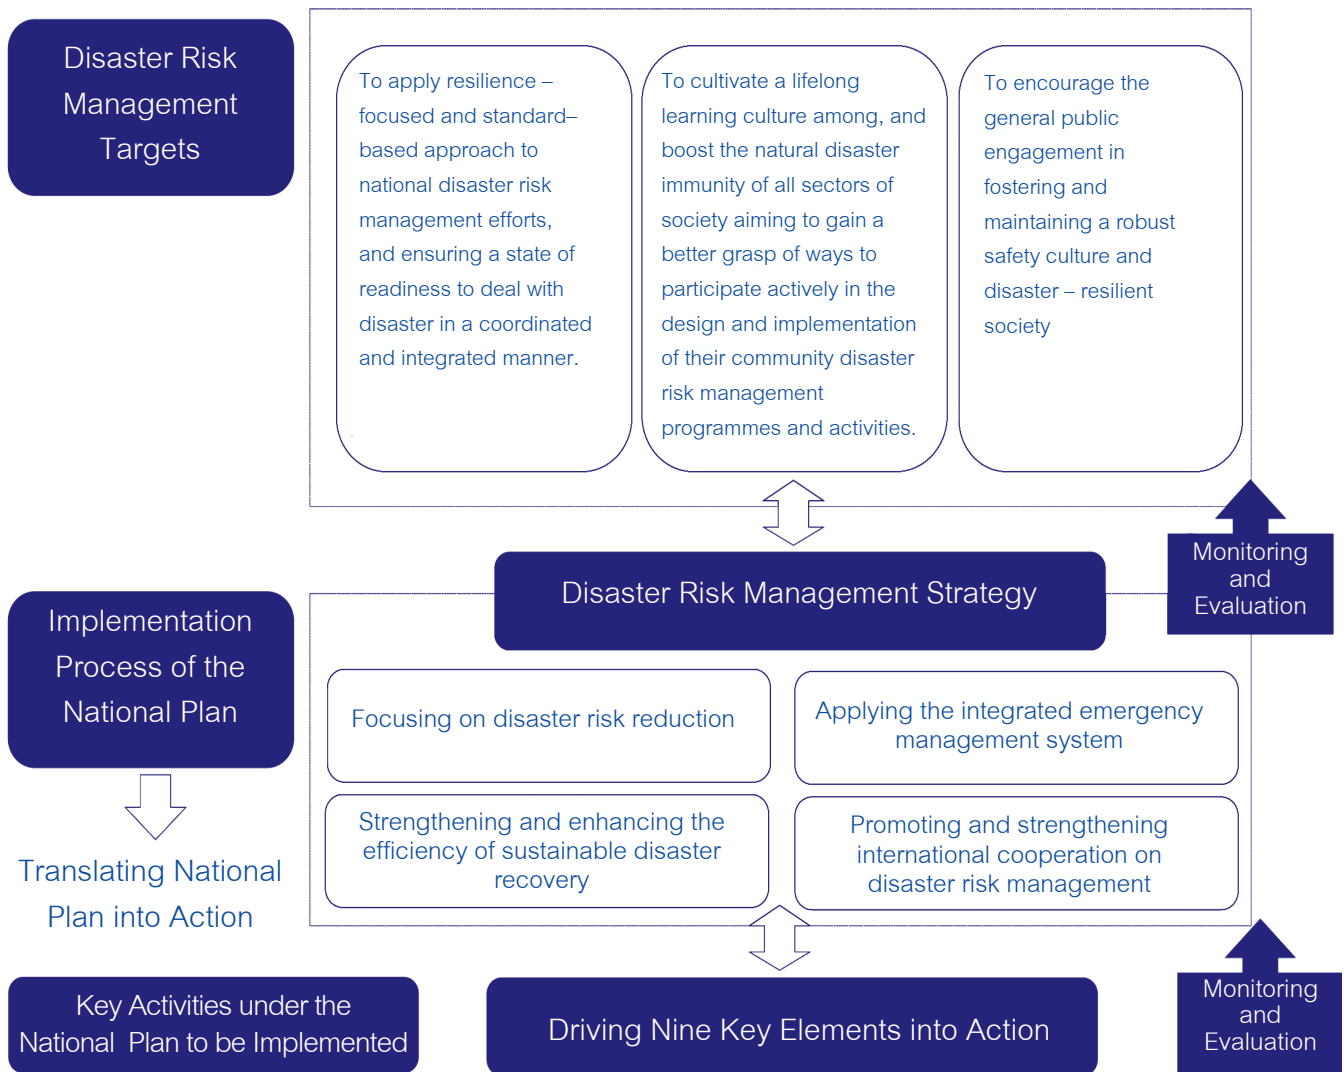 Disaster Risk
Management
Targets
To apply resilience –
focused and standard–
based approach to
national disaster risk
management efforts,
and ensuring a state of
readiness to deal with
disaster in a coordinated
and integrated manner.
To cultivate a lifelong
learning culture among, and
boost the natural disaster
immunity of all sectors of
society aiming to gain a
better grasp of ways to
participate actively in the
design and implementation
of their community disaster
risk management
programmes and activities.
To encourage the
general public
engagement in
fostering and
maintaining a robust
safety culture and
disaster – resilient
society
Monitoring
and
Evaluation
Disaster Risk Management Strategy
Implementation
Process of the
National Plan
Focusing on disaster risk reduction
Applying the integrated emergency
management system
Strengthening and enhancing the
efficiency of sustainable disaster
recovery
Promoting and strengthening
international cooperation on
disaster risk management
Translating National
Plan into Action
Key Activities under the
National Plan to be Implemented
Driving Nine Key Elements into Action
Monitoring
and
Evaluation